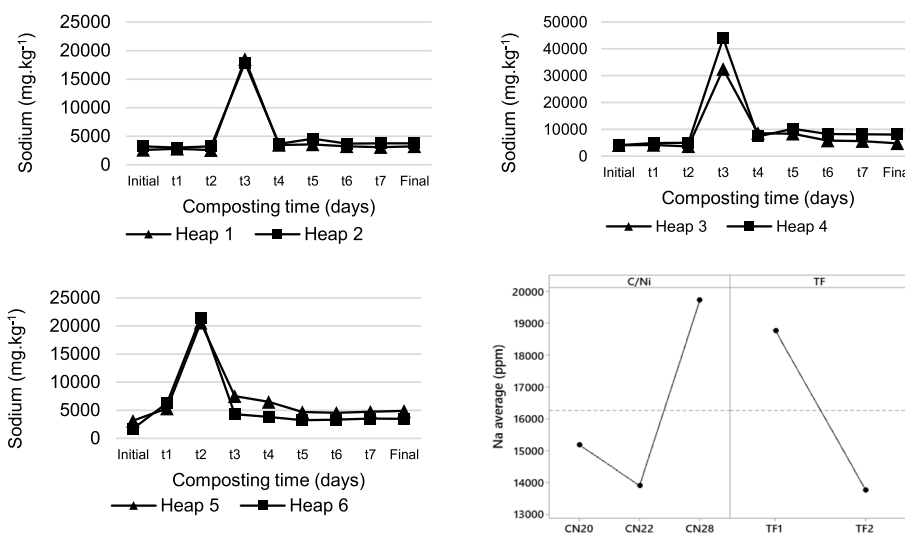 Sodium (mg.kg-1)
25000
20000
15000
10000
5000
0
Initial t1 t2 t3 t4 t5 t6 t7 Final
Composting time (days)
Heap 1 Heap 2
Sodium (mg.kg-1)
50000
40000
30000
20000
10000
0
Initial t1 t2 t3 t4 t5 t6 t7 Final
Composting time (days)
Heap 3 Heap 4
Sodium (mg.kg-1)
25000
20000
15000
10000
5000
0
Initial t1 t2 t3 t4 t5 t6 t7 Final
Composting time (days)
Heap 5 Heap 6
C/Ni TF
Na average (ppm)
20000
19000
18000
17000
16000
15000
14000
13000
CN20 CN22 CN28 TF1 TF2